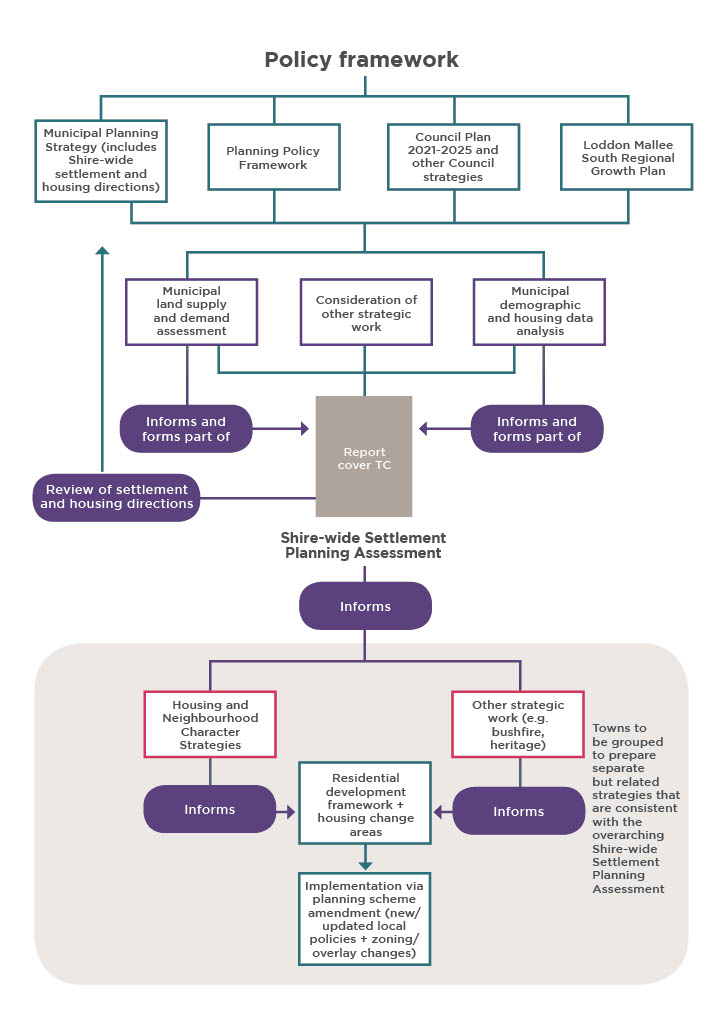 Policy framework
Municipal Planning
Strategy (includes
Shire-wide
settlement and
housing directions)
Planning Policy
Framework
Council Plan
2021-2025 and
other Council
strategies
Loddon Mallee
South Regional
Growth Plan
Municipal
land supply
and demand
assessment
Consideration of
other strategic
work
Municipal
demographic
and housing data
analysis
Informs and
forms part of
Report
cover TC
Informs and
forms part of
Review of settlement
and housing directions
Shire-wide Settlement
Planning Assessment
Informs
Housing and
Neighbourhood
Character
Strategies
Other strategic
work (e.g.
bushfire,
heritage)
Informs
Residential
development
framework +
housing change
areas
Informs
Towns to
be grouped
to prepare
separate
but related
strategies that
are consistent
with the
overarching
Shire-wide
Settlement
Planning
Assessment
Implementation via
planning scheme
amendment (new/
updated local
policies + zoning/
overlay changes)